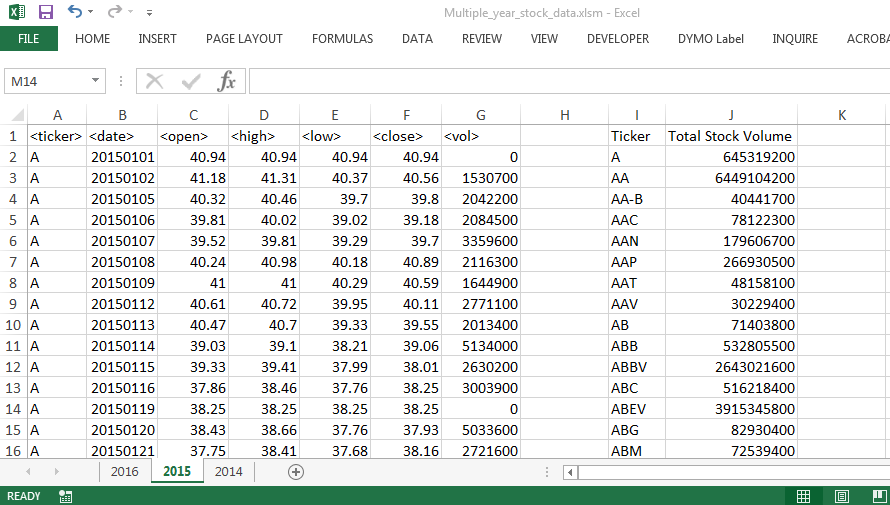 Multiple_year_stock_data.xlsm - Excel
FILE HOME INSERT PAGE LAYOUT FORMULAS DATA REVIEW VIEW DEVELOPER DYMO Label INQUIRE ACROBA
M14 fx
A B C D E F G H I J K
1 <ticker> <date> <open> <high> <low> <close> <vol> Ticker Total Stock Volume
2 A 20150101 40.94 40.94 40.94 40.94 0 A 645319200
3 A 20150102 41.18 41.31 40.37 40.56 1530700 AA 6449104200
4 A 20150105 40.32 40.46 39.7 39.8 2042200 AA-B 40441700
5 A 20150106 39.81 40.02 39.02 39.18 2084500 AAC 78122300
6 A 20150107 39.52 39.81 39.29 39.7 3359600 AAN 179606700
7 A 20150108 40.24 40.98 40.18 40.89 2116300 AAP 266930500
8 A 20150109 41 41 40.29 40.59 1644900 AAT 48158100
9 A 20150112 40.61 40.72 39.95 40.11 2771100 AAV 30229400
10 A 20150113 40.47 40.7 39.33 39.55 2013400 AB 71403800
11 A 20150114 39.03 39.1 38.21 39.06 5134000 ABB 532805500
12 A 20150115 39.33 39.41 37.99 38.01 2630200 ABBV 2643021600
13 A 20150116 37.86 38.46 37.76 38.25 3003900 ABC 516218400
14 A 20150119 38.25 38.25 38.25 38.25 0 ABEV 3915345800
15 A 20150120 38.43 38.66 37.76 37.93 5033600 ABG 82930400
16 A 20150121 37.75 38.41 37.68 38.16 2721600 ABM 72539400
2016 2015 2014
READY